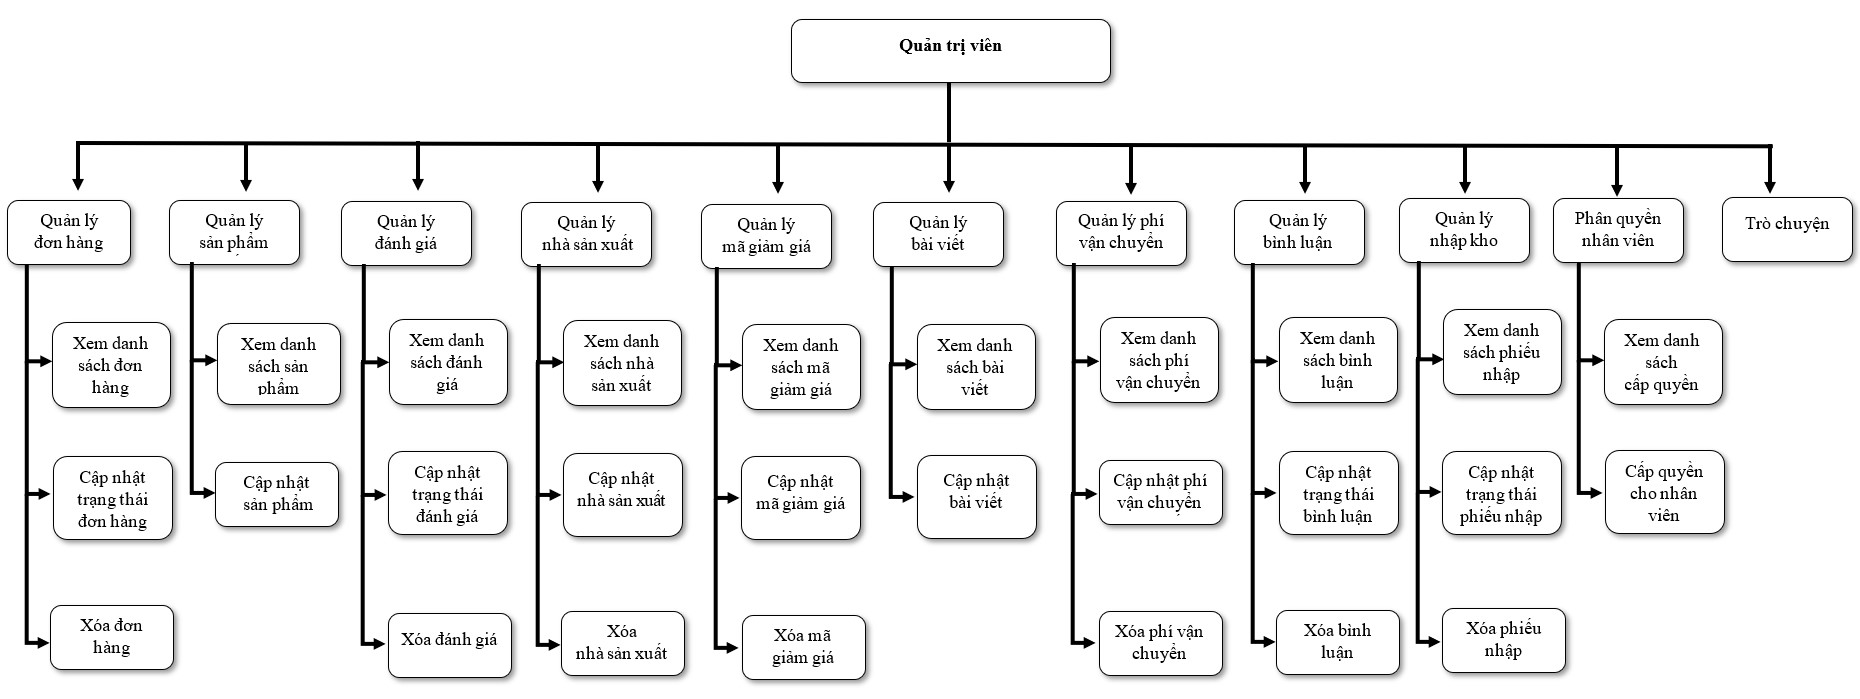 Quản trị viên
Quản lý
đơn hàng
Quản lý
sản phẩm
Quản lý
đánh giá
Quản lý
nhà sản xuất
Quản lý
mã giảm giá
Quản lý
bài viết
Quản lý phí
vận chuyển
Quản lý
bình luận
Quản lý
nhập kho
Phân quyền
nhân viên
Trò chuyện
Xem danh
sách đơn
hàng
Xem danh
sách sản
phẩm
Xem danh
sách đánh
giá
Xem danh
sách nhà
sản xuất
Xem danh
sách mã
giảm giá
Xem danh
sách bài
viết
Xem danh
sách phí
vận chuyển
Xem danh
sách bình
luận
Xem danh
sách phiếu
nhập
Xem danh
sách
cấp quyền
Cập nhật
trạng thái
đơn hàng
Cập nhật
sản phẩm
Cập nhật
trạng thái
đánh giá
Cập nhật
nhà sản xuất
Cập nhật
mã giảm giá
Cập nhật
bài viết
Cập nhật phí
vận chuyển
Cập nhật
trạng thái
bình luận
Cập nhật
trạng thái
phiếu nhập
Cấp quyền
cho nhân
viên
Xóa đơn
hàng
Xóa đánh giá
Xóa
nhà sản xuất
Xóa mã
giảm giá
Xóa phí vận
chuyển
Xóa bình
luận
Xóa phiếu
nhập